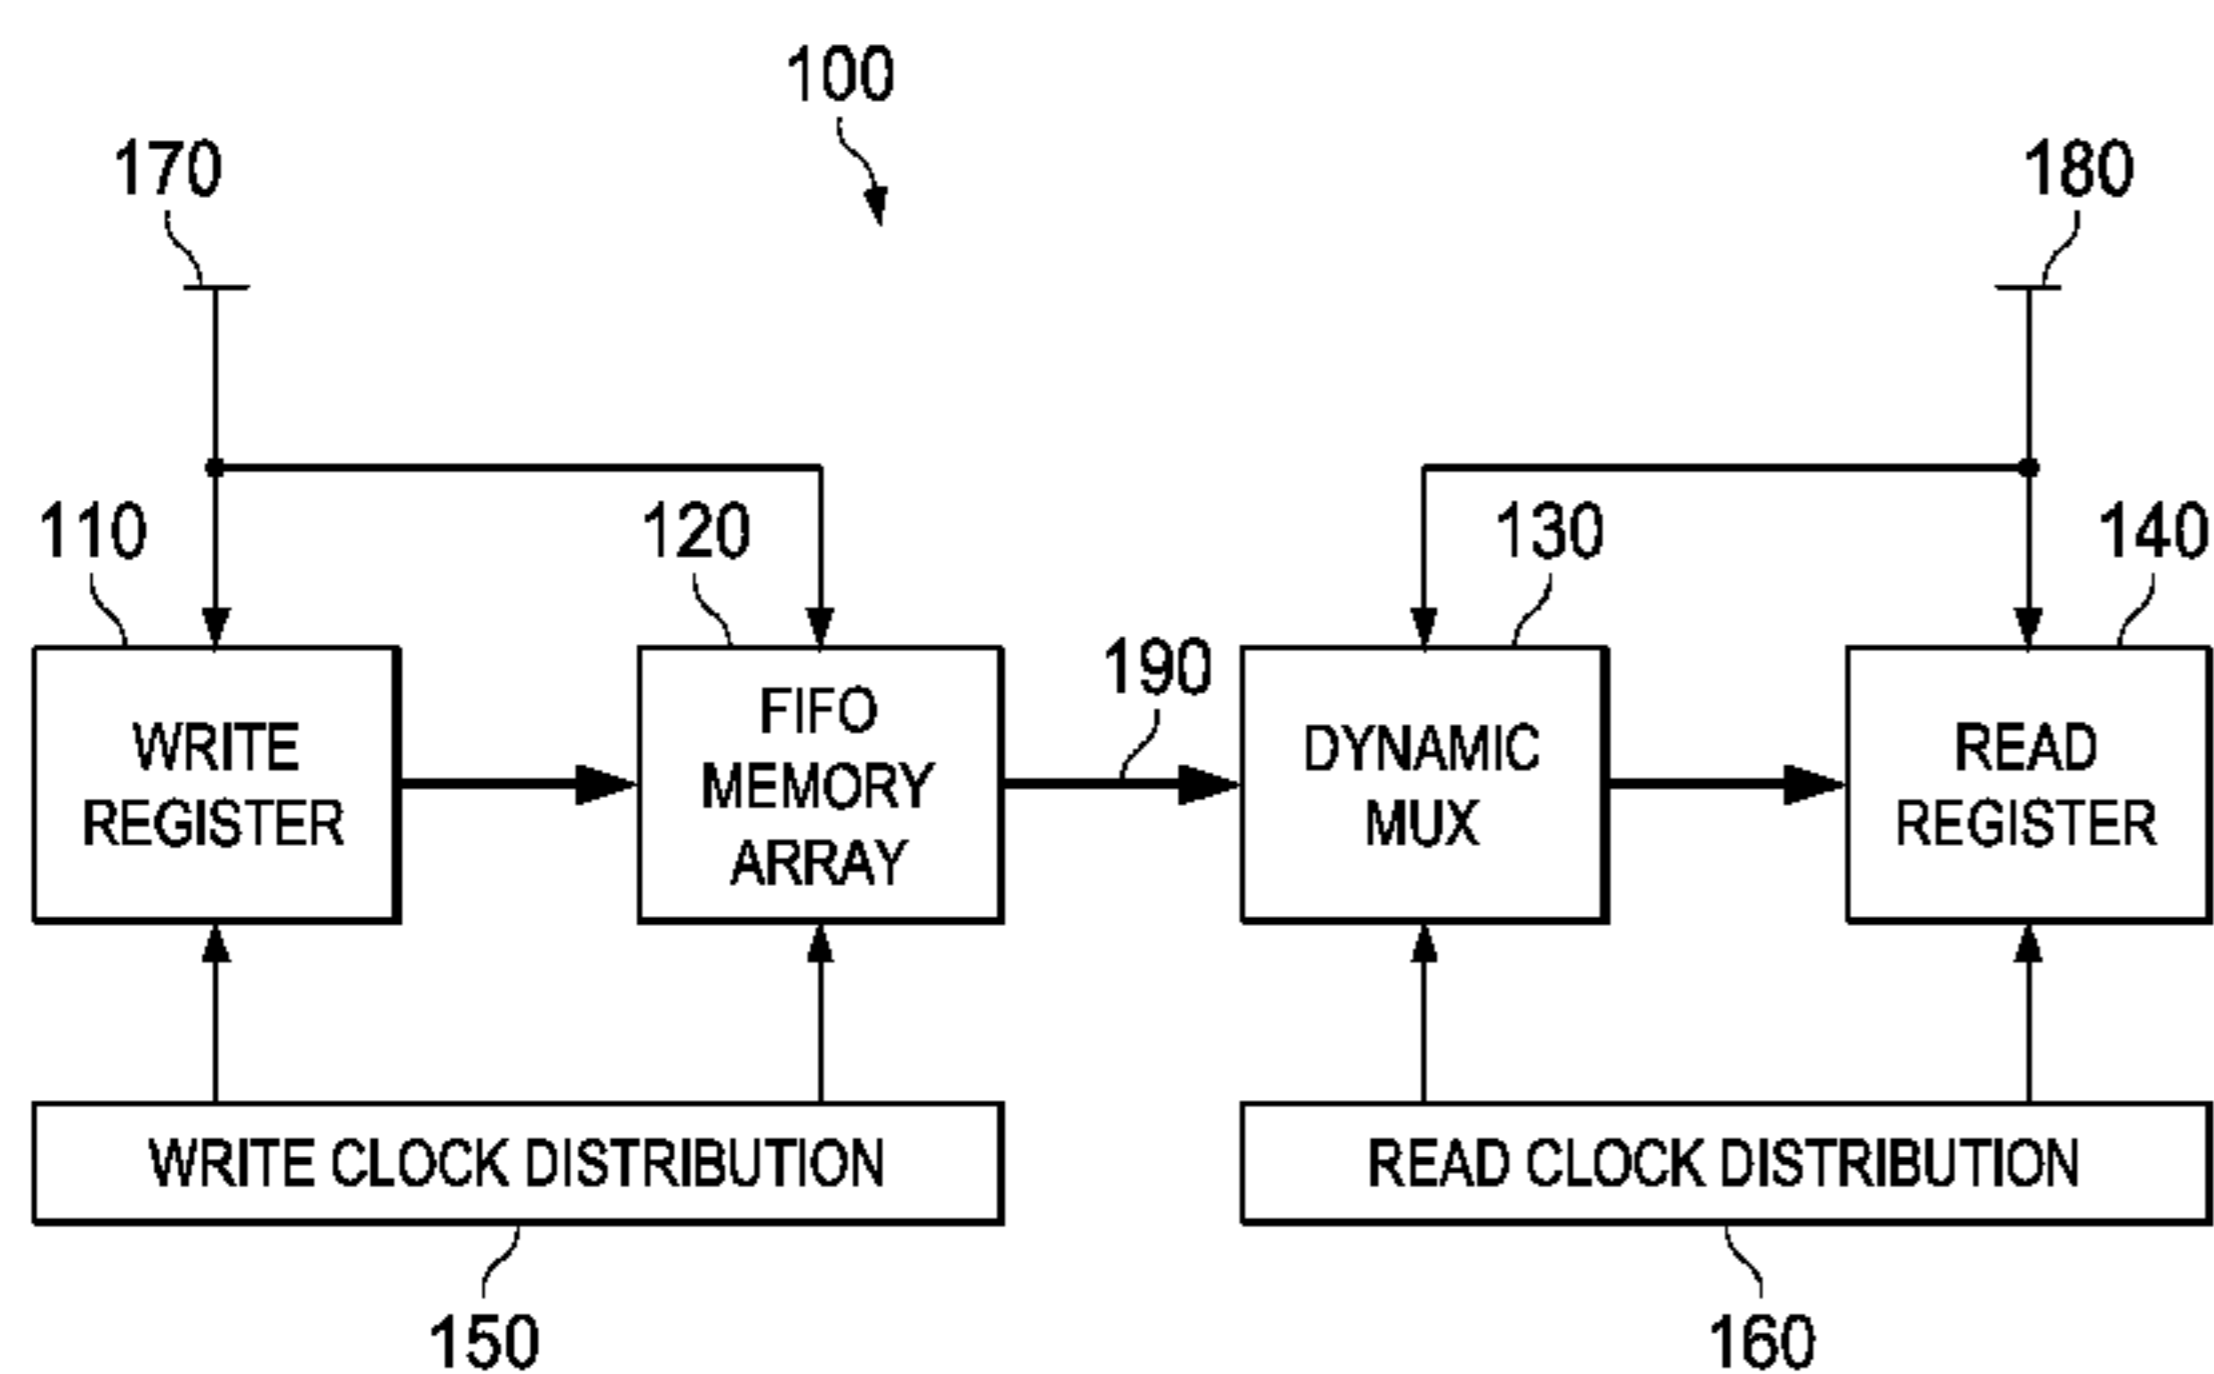 100
170
180
110
120
130
140
190
WRITE
REGISTER
FIFO
MEMORY
ARRAY
DYNAMIC
MUX
READ
REGISTER
WRITE CLOCK DISTRIBUTION
READ CLOCK DISTRIBUTION
150
160